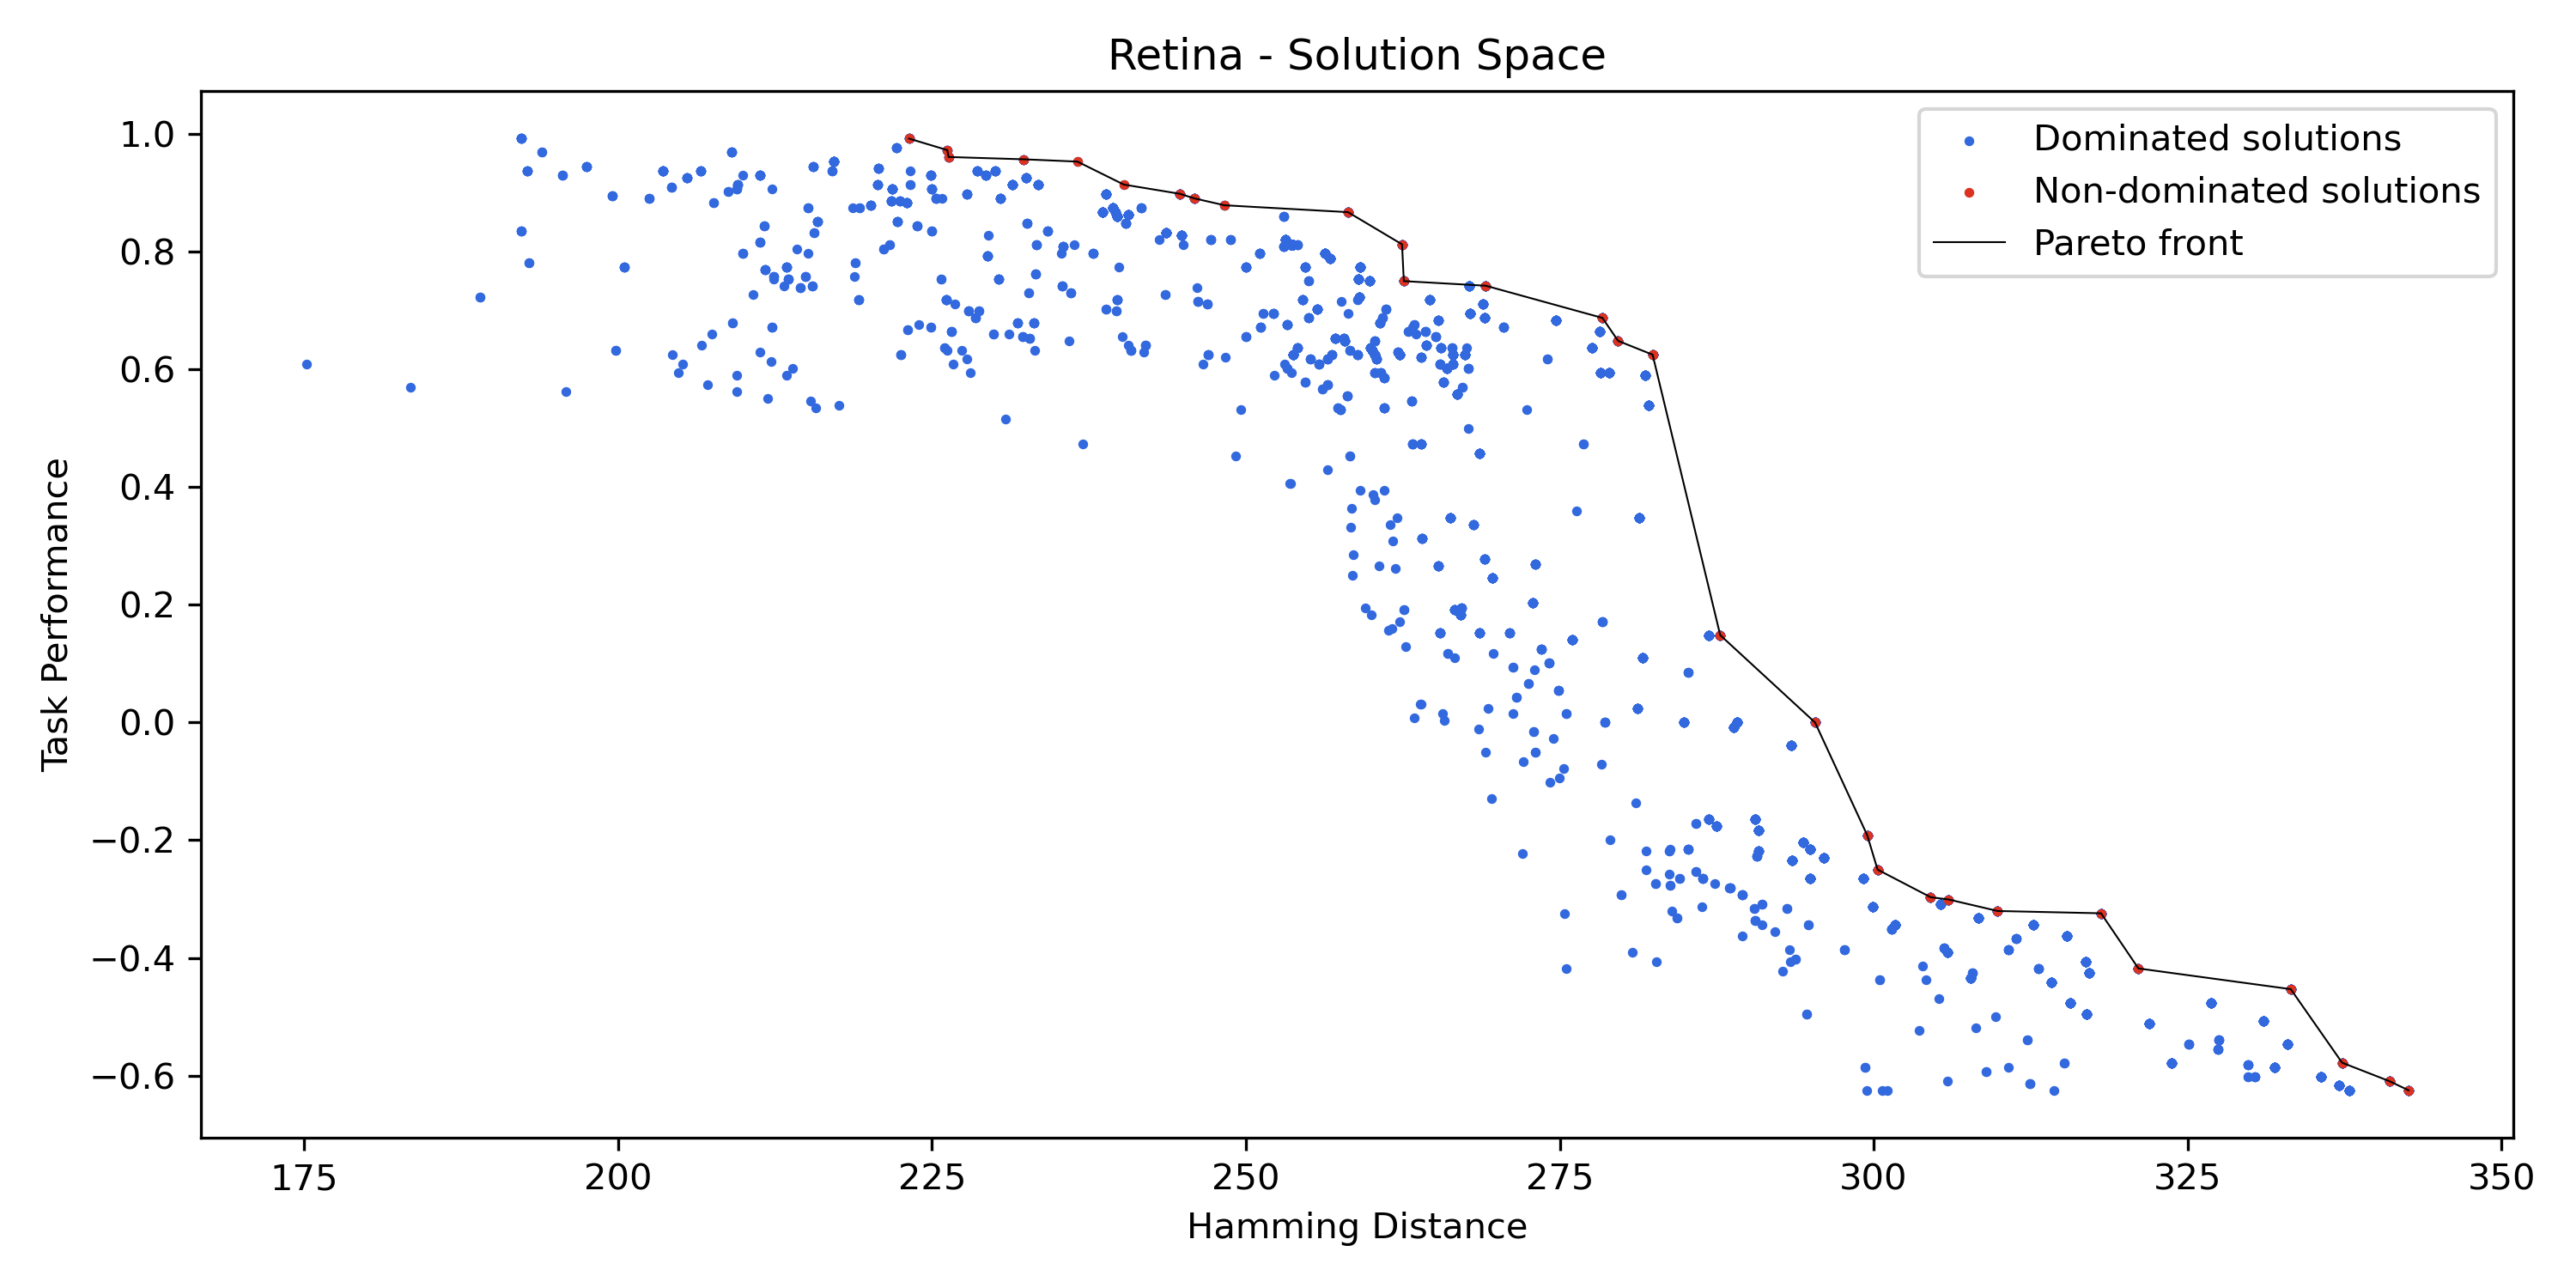 Retina - Solution Space
Dominated solutions
Non-dominated solutions
Pareto front
Task Performance
1.0
0.8
0.6
0.4
0.2
0.0
−0.2
−0.4
−0.6
175
200
225
250
275
300
325
350
Hamming Distance